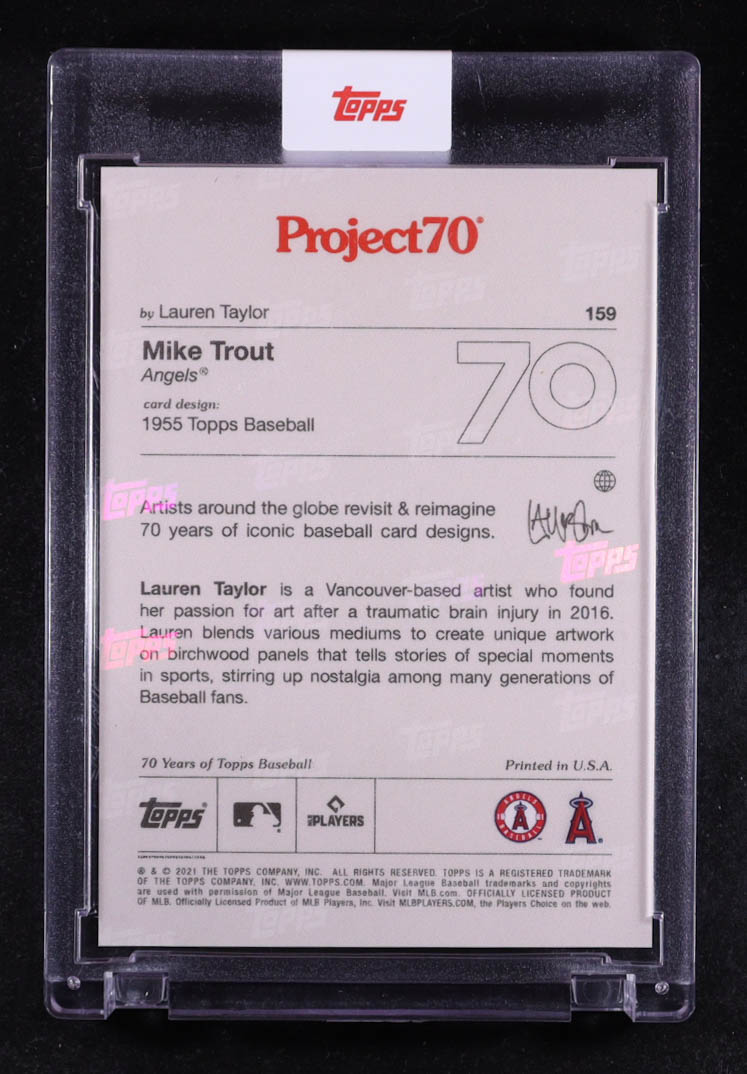 TOPPS
Project70®
by Lauren Taylor 159
Mike Trout 70
Angels®
card design:
1955 Topps Baseball
Artists around the globe revisit & reimagine
70 years of iconic baseball card designs.
Lauren Taylor is a Vancouver-based artist who found
her passion for art after a traumatic brain injury in 2016.
Lauren blends various mediums to create unique artwork
on birchwood panels that tells stories of special moments
in sports, stirring up nostalgia among many generations of
Baseball fans.
70 Years of Topps Baseball Printed in U.S.A.
TOPPS PLAYERS ANGELS BASEBALL A A
® & © 2021 THE TOPPS COMPANY, INC. ALL RIGHTS RESERVED. TOPPS IS A REGISTERED TRADEMARK
OF THE TOPPS COMPANY, INC. WWW.TOPPS.COM. Major League Baseball trademarks and copyrights
are used with permission of Major League Baseball. Visit MLB.com. OFFICIALLY LICENSED PRODUCT
OF MLB. Officially Licensed Product of MLB Players, Inc. Visit MLBPLAYERS.COM, the Players Choice on the web.